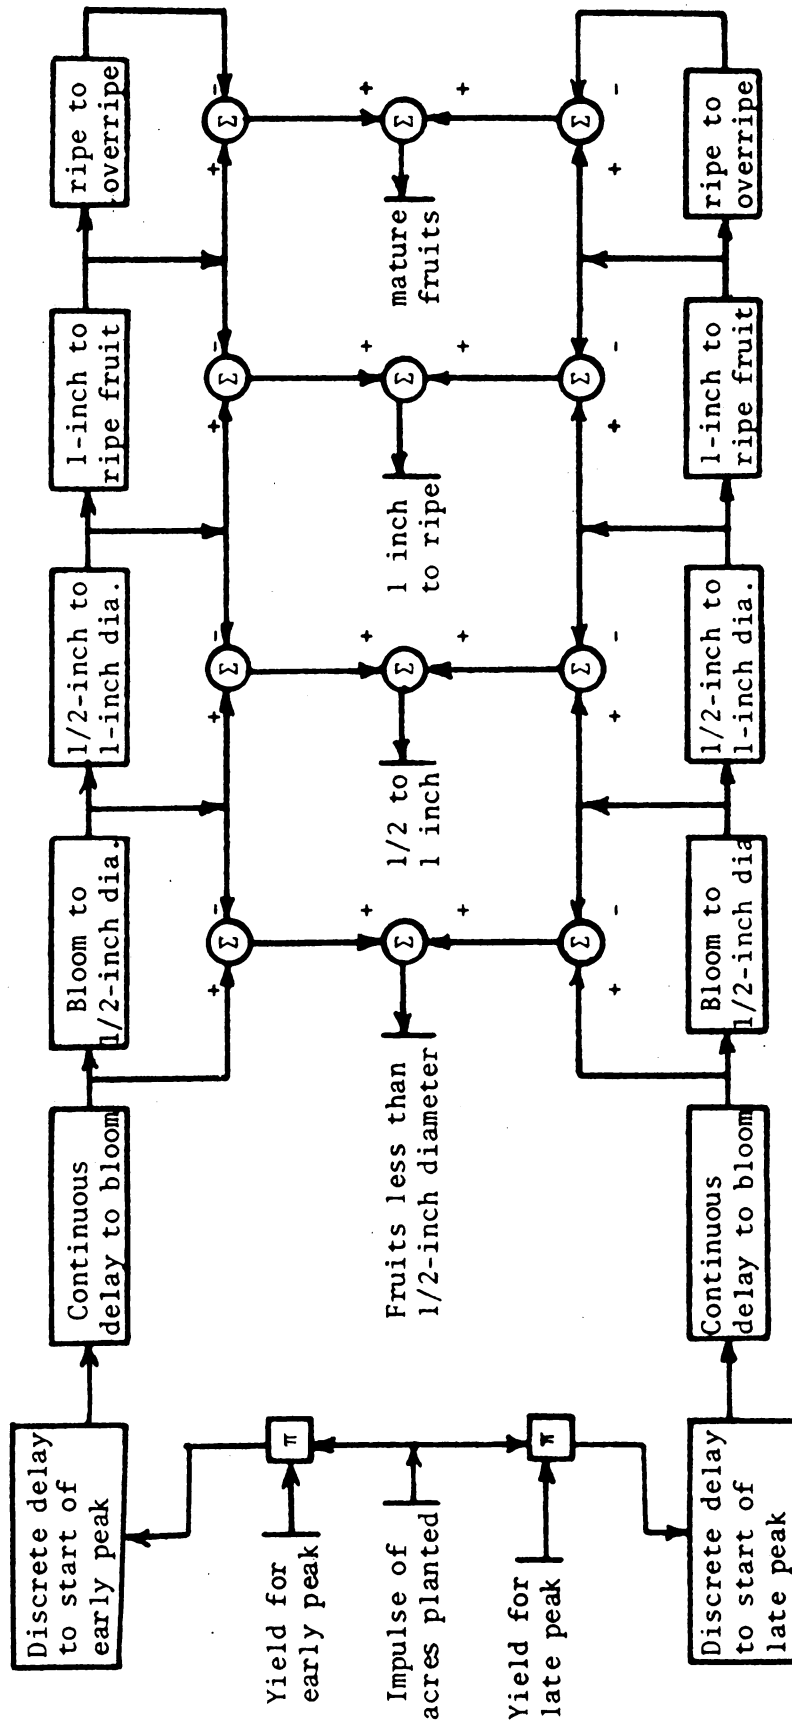 Discrete delay
to start of
early peak
Continuous
delay to bloom
Bloom to
1/2-inch dia.
1/2-inch to
1-inch dia.
1-inch to
ripe fruit
ripe to
overripe
+
Σ
-
+
Σ
-
+
Σ
-
+
Σ
-
Yield for
early peak
π
Impulse of
acres planted
Yield for
late peak
π
Fruits less than
1/2-inch diameter
+
Σ
+
1/2 to
1 inch
+
Σ
+
1 inch
to ripe
+
Σ
+
mature
fruits
+
Σ
+
+
Σ
-
+
Σ
-
+
Σ
-
+
Σ
-
Discrete delay
to start of
late peak
Continuous
delay to bloom
Bloom to
1/2-inch dia
1/2-inch to
1-inch dia.
1-inch to
ripe fruit
ripe to
overripe